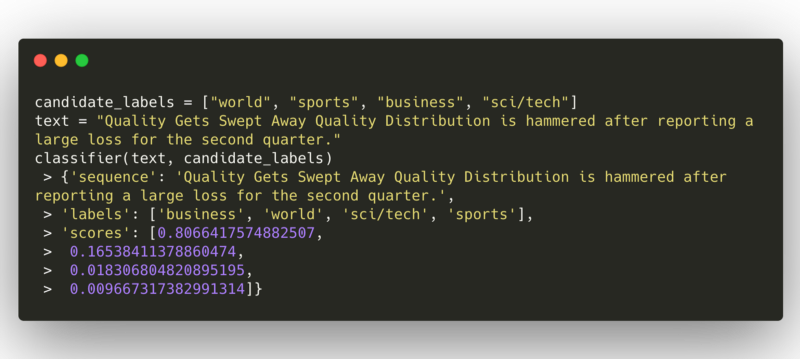 candidate_labels = ["world", "sports", "business", "sci/tech"]
text = "Quality Gets Swept Away Quality Distribution is hammered after reporting a
large loss for the second quarter."
classifier(text, candidate_labels)
> {'sequence': 'Quality Gets Swept Away Quality Distribution is hammered after
reporting a large loss for the second quarter.',
> 'labels': ['business', 'world', 'sci/tech', 'sports'],
> 'scores': [0.8066417574882507,
>  0.16538411378860474,
>  0.018306804820895195,
>  0.009667317382991314]}